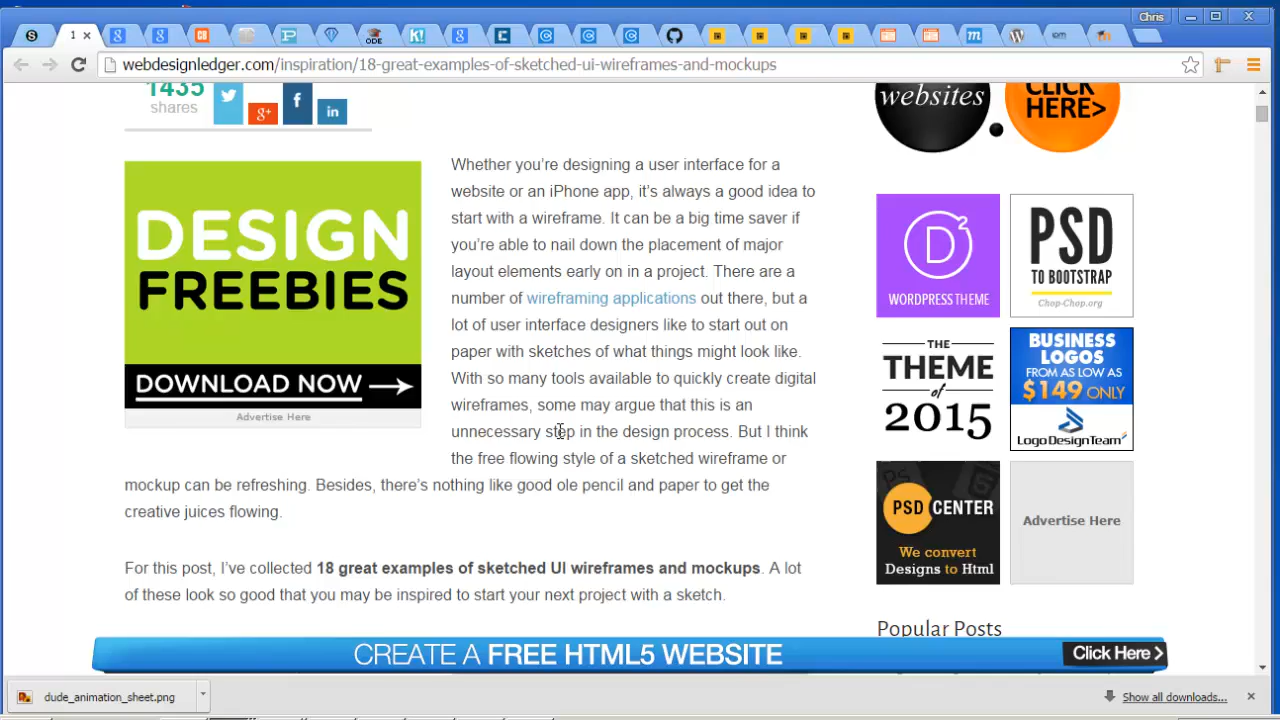 Chris
1
webdesignledger.com/inspiration/18-great-examples-of-sketched-ui-wireframes-and-mockups
1435
shares
DESIGN
FREEBIES
DOWNLOAD NOW
Advertise Here
Whether you're designing a user interface for a
website or an iPhone app, it's always a good idea to
start with a wireframe. It can be a big time saver if
you're able to nail down the placement of major
layout elements early on in a project. There are a
number of wireframing applications out there, but a
lot of user interface designers like to start out on
paper with sketches of what things might look like.
With so many tools available to quickly create digital
wireframes, some may argue that this is an
unnecessary step in the design process. But I think
the free flowing style of a sketched wireframe or
mockup can be refreshing. Besides, there's nothing like good ole pencil and paper to get the
creative juices flowing.
For this post, I've collected 18 great examples of sketched UI wireframes and mockups. A lot
of these look so good that you may be inspired to start your next project with a sketch.
websites
CLICK
HERE>
D2
WORDPRESS THEME
PSD
TO BOOTSTRAP
Chop-Chop.org
THE
THEME
of
2015
BUSINESS
LOGOS
FROM AS LOW AS
$149 ONLY
LogoDesignTeam
PSD CENTER
We convert
Designs to Html
Advertise Here
Popular Posts
CREATE A FREE HTML5 WEBSITE
Click Here >
dude_animation_sheet.png
Show all downloads...